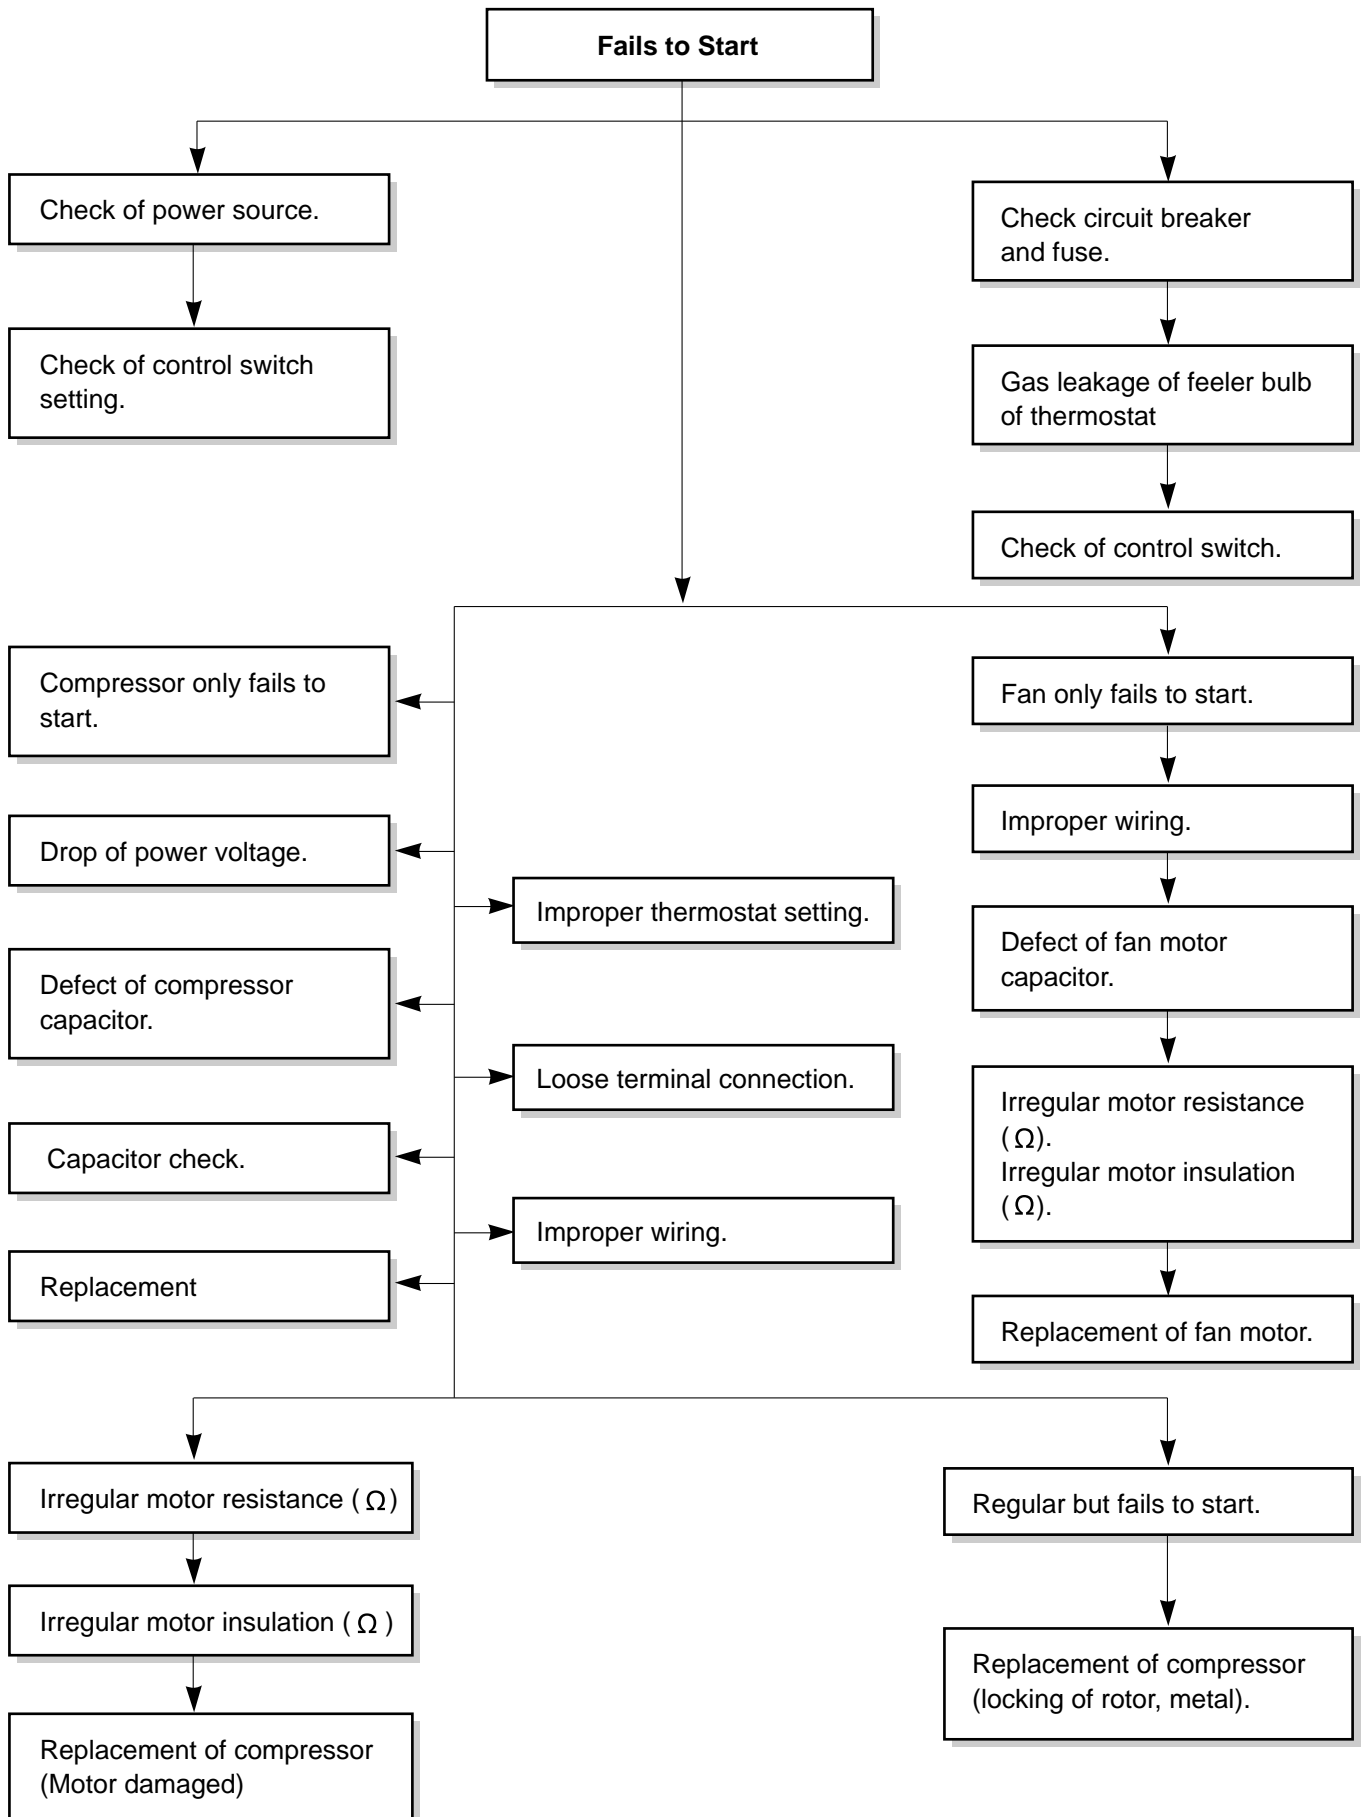 Fails to Start
Check of power source.
Check circuit breaker
and fuse.
Check of control switch
setting.
Gas leakage of feeler bulb
of thermostat
Check of control switch.
Compressor only fails to
start.
Fan only fails to start.
Drop of power voltage.
Improper wiring.
Improper thermostat setting.
Defect of fan motor
capacitor.
Defect of compressor
capacitor.
Loose terminal connection.
Irregular motor resistance
(Ω).
Irregular motor insulation
(Ω).
Capacitor check.
Improper wiring.
Replacement
Replacement of fan motor.
Irregular motor resistance (Ω)
Regular but fails to start.
Irregular motor insulation (Ω )
Replacement of compressor
(locking of rotor, metal).
Replacement of compressor
(Motor damaged)